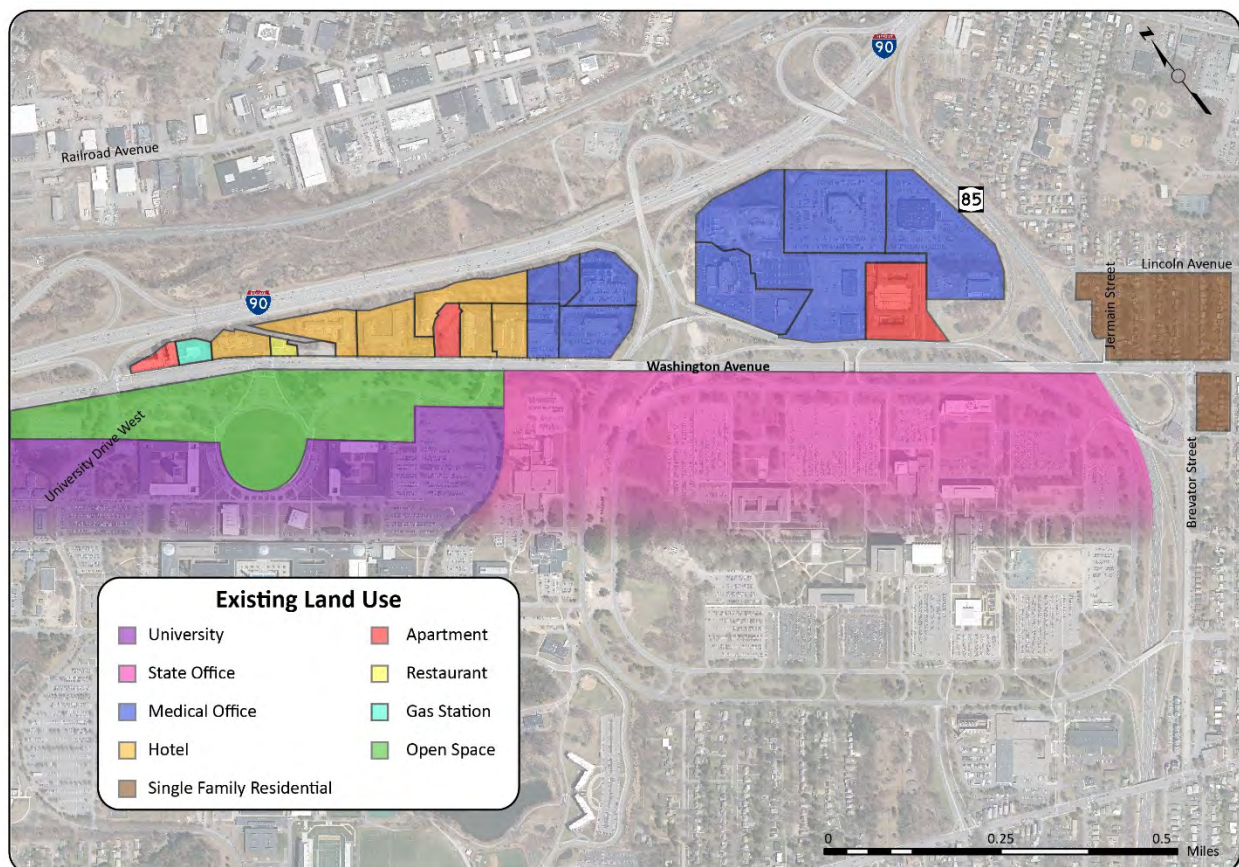 90
N
Railroad Avenue
85
Lincoln Avenue
Jermain Street
90
Washington Avenue
University Drive West
Brevator Street
Existing Land Use
University
State Office
Medical Office
Hotel
Single Family Residential
Apartment
Restaurant
Gas Station
Open Space
0 0.25 0.5
Miles